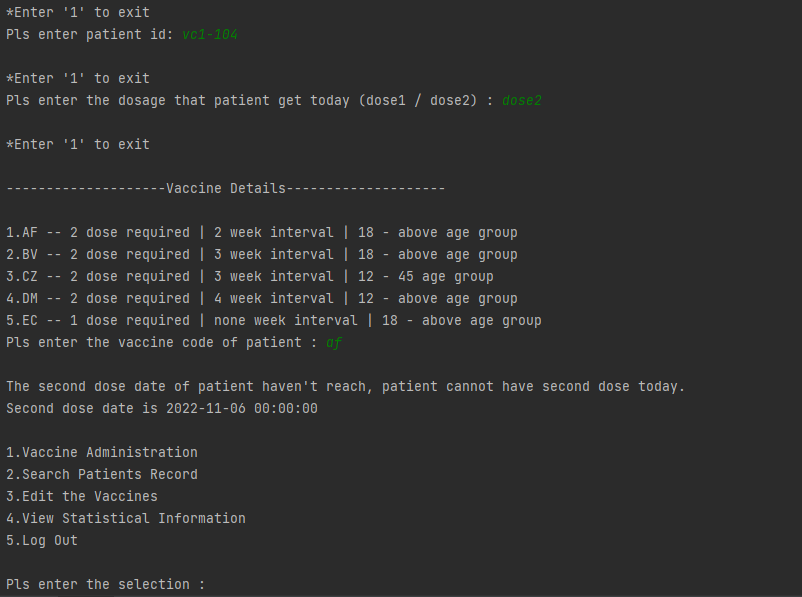 *Enter '1' to exit
Pls enter patient id: vc1-104
*Enter '1' to exit
Pls enter the dosage that patient get today (dose1 / dose2) : dose2
*Enter '1' to exit
--------------------Vaccine Details--------------------
1.AF -- 2 dose required | 2 week interval | 18 - above age group
2.BV -- 2 dose required | 3 week interval | 18 - above age group
3.CZ -- 2 dose required | 3 week interval | 12 - 45 age group
4.DM -- 2 dose required | 4 week interval | 12 - above age group
5.EC -- 1 dose required | none week interval | 18 - above age group
Pls enter the vaccine code of patient : af
The second dose date of patient haven't reach, patient cannot have second dose today.
Second dose date is 2022-11-06 00:00:00
1.Vaccine Administration
2.Search Patients Record
3.Edit the Vaccines
4.View Statistical Information
5.Log Out
Pls enter the selection :